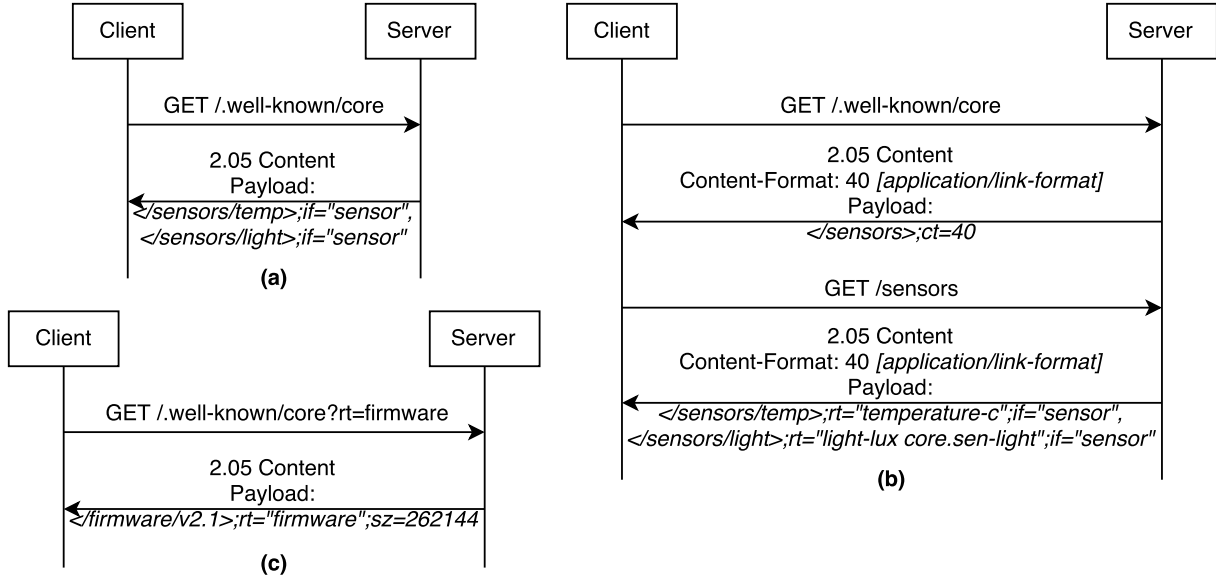 Client
Server
GET /.well-known/core
2.05 Content
Payload:
</sensors/temp>;if="sensor",
</sensors/light>;if="sensor"
(a)
Client
Server
GET /.well-known/core?rt=firmware
2.05 Content
Payload:
</firmware/v2.1>;rt="firmware";sz=262144
(c)
Client
Server
GET /.well-known/core
2.05 Content
Content-Format: 40 [application/link-format]
Payload:
</sensors>;ct=40
GET /sensors
2.05 Content
Content-Format: 40 [application/link-format]
Payload:
</sensors/temp>;rt="temperature-c";if="sensor",
</sensors/light>;rt="light-lux core.sen-light";if="sensor"
(b)